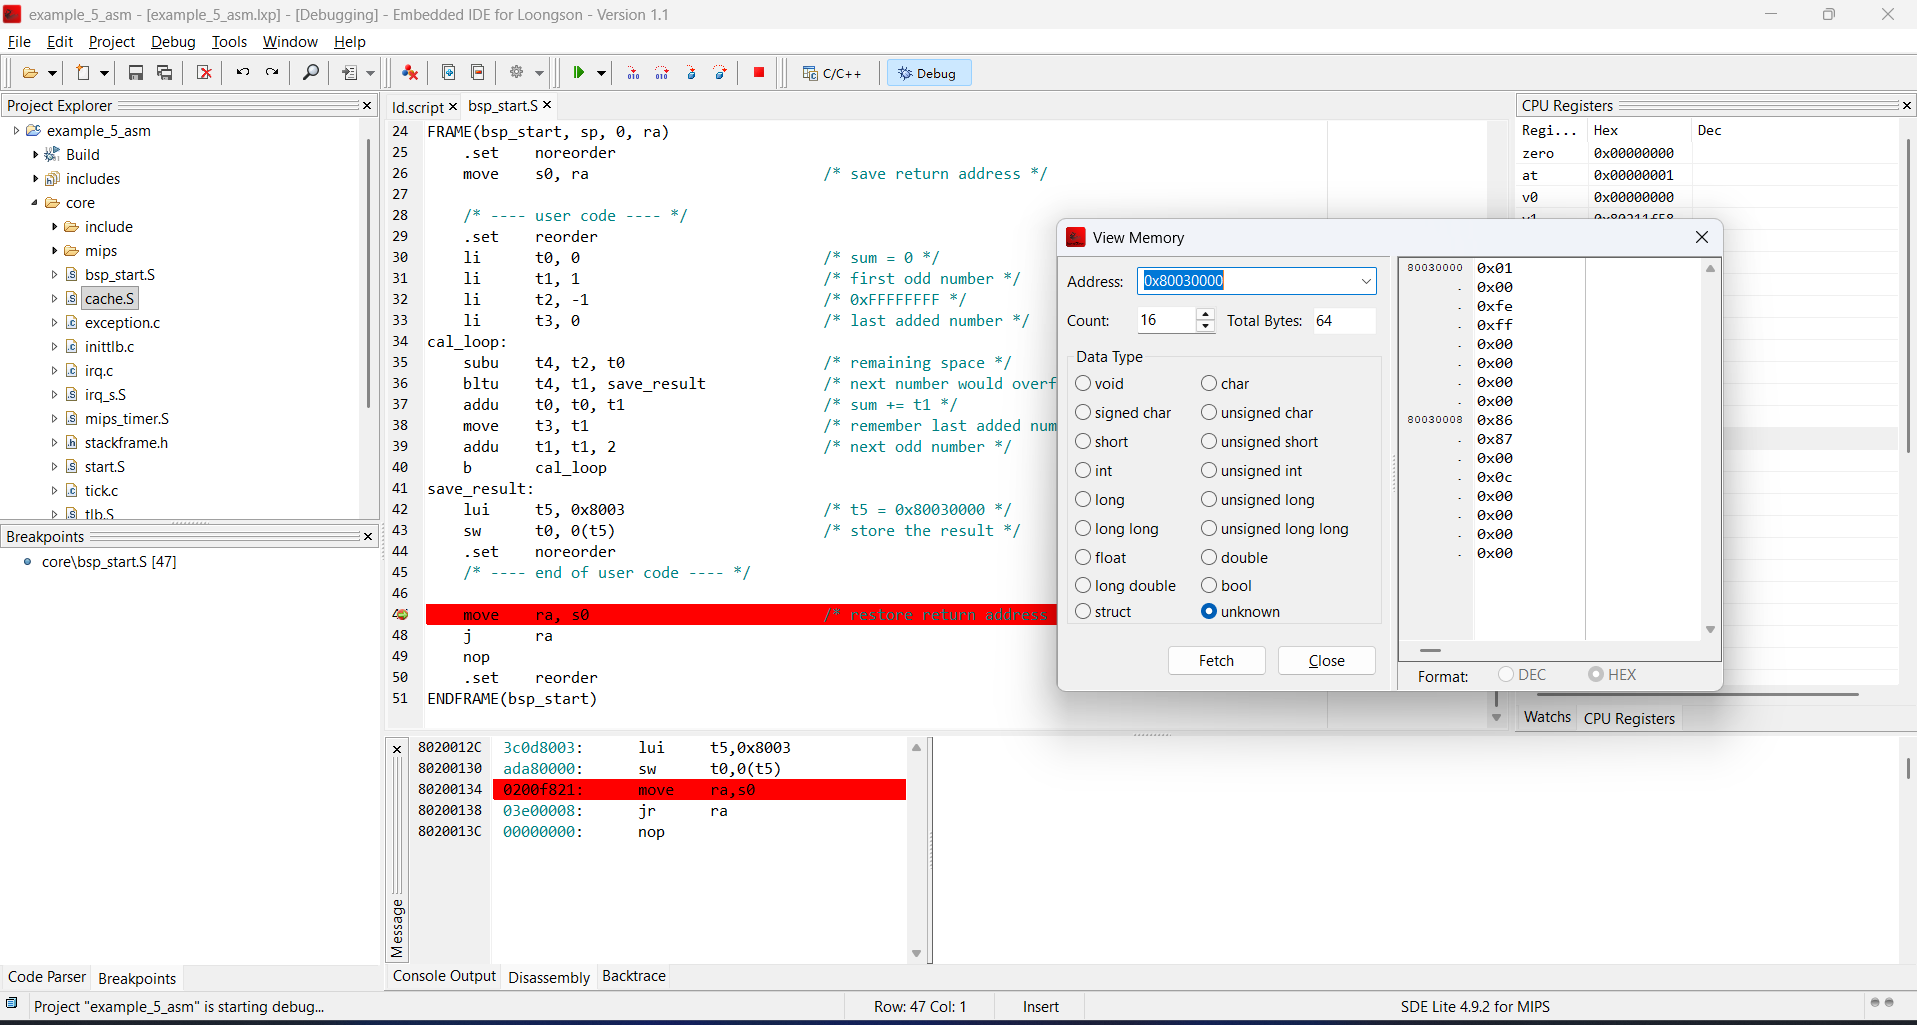 example_5_asm - [example_5_asm.lxp] - [Debugging] - Embedded IDE for Loongson - Version 1.1
File Edit Project Debug Tools Window Help
C/C++ Debug
Project Explorer
example_5_asm
Build
includes
core
include
mips
bsp_start.S
cache.S
exception.c
inittlb.c
irq.c
irq_s.S
mips_timer.S
stackframe.h
start.S
tick.c
tlb.S
Breakpoints
core\bsp_start.S [47]
Code Parser Breakpoints
ld.script bsp_start.S
24 FRAME(bsp_start, sp, 0, ra)
25 .set noreorder
26 move s0, ra /* save return address */
27
28 /* ---- user code ---- */
29 .set reorder
30 li t0, 0 /* sum = 0 */
31 li t1, 1 /* first odd number */
32 li t2, -1 /* 0xFFFFFFFF */
33 li t3, 0 /* last added number */
34 cal_loop:
35 subu t4, t2, t0 /* remaining space */
36 bltu t4, t1, save_result /* next number would overf
37 addu t0, t0, t1 /* sum += t1 */
38 move t3, t1 /* remember last added num
39 addu t1, t1, 2 /* next odd number */
40 b cal_loop
41 save_result:
42 lui t5, 0x8003 /* t5 = 0x80030000 */
43 sw t0, 0(t5) /* store the result */
44 .set noreorder
45 /* ---- end of user code ---- */
46
move ra, s0 /* restore return address
48 j ra
49 nop
50 .set reorder
51 ENDFRAME(bsp_start)
CPU Registers
Regi... Hex Dec
zero 0x00000000
at 0x00000001
v0 0x00000000
v1 0x80211f58
Watchs CPU Registers
View Memory
Address: 0x80030000
Count: 16 Total Bytes: 64
Data Type
void char
signed char unsigned char
short unsigned short
int unsigned int
long unsigned long
long long unsigned long long
float double
long double bool
struct unknown
Fetch Close
80030000 0x01
. 0x00
. 0xfe
. 0xff
. 0x00
. 0x00
. 0x00
. 0x00
80030008 0x86
. 0x87
. 0x00
. 0x0c
. 0x00
. 0x00
. 0x00
. 0x00
Format: DEC HEX
Message
8020012C 3c0d8003: lui t5,0x8003
80200130 ada80000: sw t0,0(t5)
80200134 0200f821: move ra,s0
80200138 03e00008: jr ra
8020013C 00000000: nop
Console Output Disassembly Backtrace
Project "example_5_asm" is starting debug... Row: 47 Col: 1 Insert SDE Lite 4.9.2 for MIPS